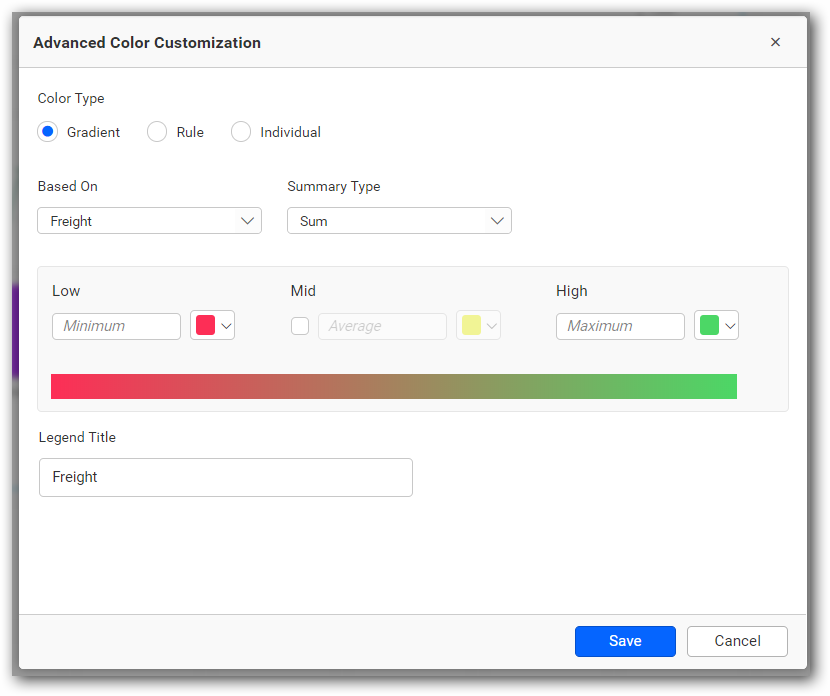 Advanced Color Customization
Color Type
Gradient Rule Individual
Based On Summary Type
Freight Sum
Low Mid High
Minimum Average Maximum
Legend Title
Freight
Save Cancel